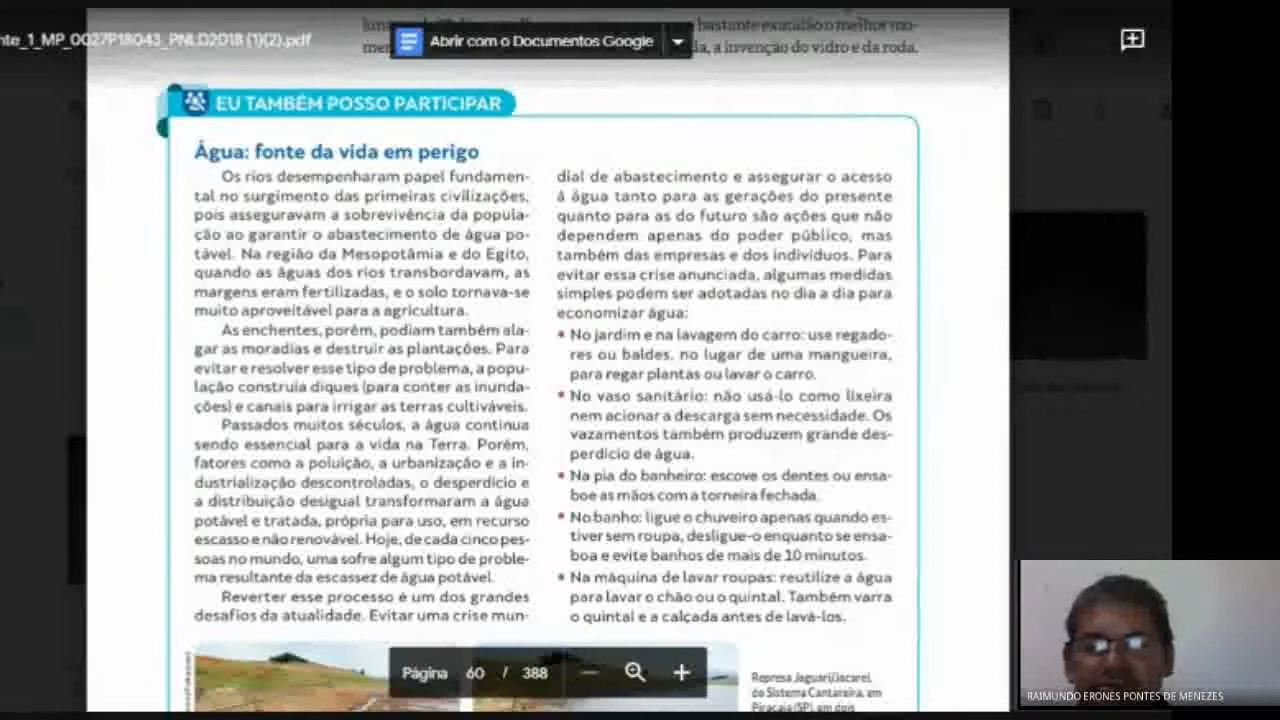 nte_1_MP_0027P18043_PNLD2018 (1)(2).pdf
Abrir com o Documentos Google
bastante exatidão o melhor mo-
da, a invenção do vidro e da roda.
EU TAMBÉM POSSO PARTICIPAR
Água: fonte da vida em perigo
Os rios desempenharam papel fundamen-
tal no surgimento das primeiras civilizações,
pois asseguravam a sobrevivência da popula-
ção ao garantir o abastecimento de água po-
tável. Na região da Mesopotâmia e do Egito,
quando as águas dos rios transbordavam, as
margens eram fertilizadas, e o solo tornava-se
muito aproveitável para a agricultura.
As enchentes, porém, podiam também ala-
gar as moradias e destruir as plantações. Para
evitar e resolver esse tipo de problema, a popu-
lação construía diques (para conter as inunda-
ções) e canais para irrigar as terras cultiváveis.
Passados muitos séculos, a água continua
sendo essencial para a vida na Terra. Porém,
fatores como a poluição, a urbanização e a in-
dustrialização descontroladas, o desperdício e
a distribuição desigual transformaram a água
potável e tratada, própria para uso, em recurso
escasso e não renovável. Hoje, de cada cinco pes-
soas no mundo, uma sofre algum tipo de proble-
ma resultante da escassez de água potável.
Reverter esse processo é um dos grandes
desafios da atualidade. Evitar uma crise mun-
dial de abastecimento e assegurar o acesso
à água tanto para as gerações do presente
quanto para as do futuro são ações que não
dependem apenas do poder público, mas
também das empresas e dos indivíduos. Para
evitar essa crise anunciada, algumas medidas
simples podem ser adotadas no dia a dia para
economizar água:
• No jardim e na lavagem do carro: use regado-
res ou baldes, no lugar de uma mangueira,
para regar plantas ou lavar o carro.
• No vaso sanitário: não usá-lo como lixeira
nem acionar a descarga sem necessidade. Os
vazamentos também produzem grande des-
perdício de água.
• Na pia do banheiro: escove os dentes ou ensa-
boe as mãos com a torneira fechada.
• No banho: ligue o chuveiro apenas quando es-
tiver sem roupa, desligue-o enquanto se ensa-
boa e evite banhos de mais de 10 minutos.
• Na máquina de lavar roupas: reutilize a água
para lavar o chão ou o quintal. Também varra
o quintal e a calçada antes de lavá-los.
Página 60 / 388
Represa Jaguari/Jacareí,
do Sistema Cantareira, em
Piracaia (SP), em dois
RAIMUNDO ERONES PONTES DE MENEZES